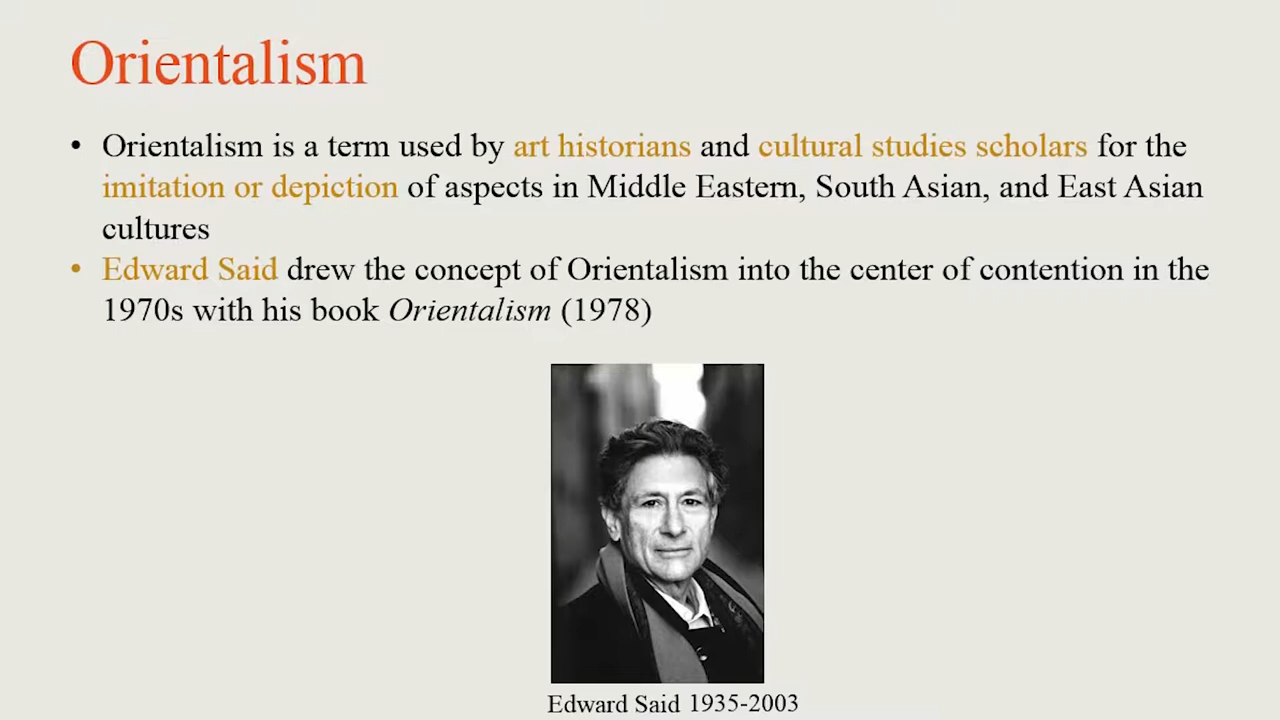 Orientalism
• Orientalism is a term used by art historians and cultural studies scholars for the
imitation or depiction of aspects in Middle Eastern, South Asian, and East Asian
cultures
• Edward Said drew the concept of Orientalism into the center of contention in the
1970s with his book Orientalism (1978)
Edward Said 1935-2003